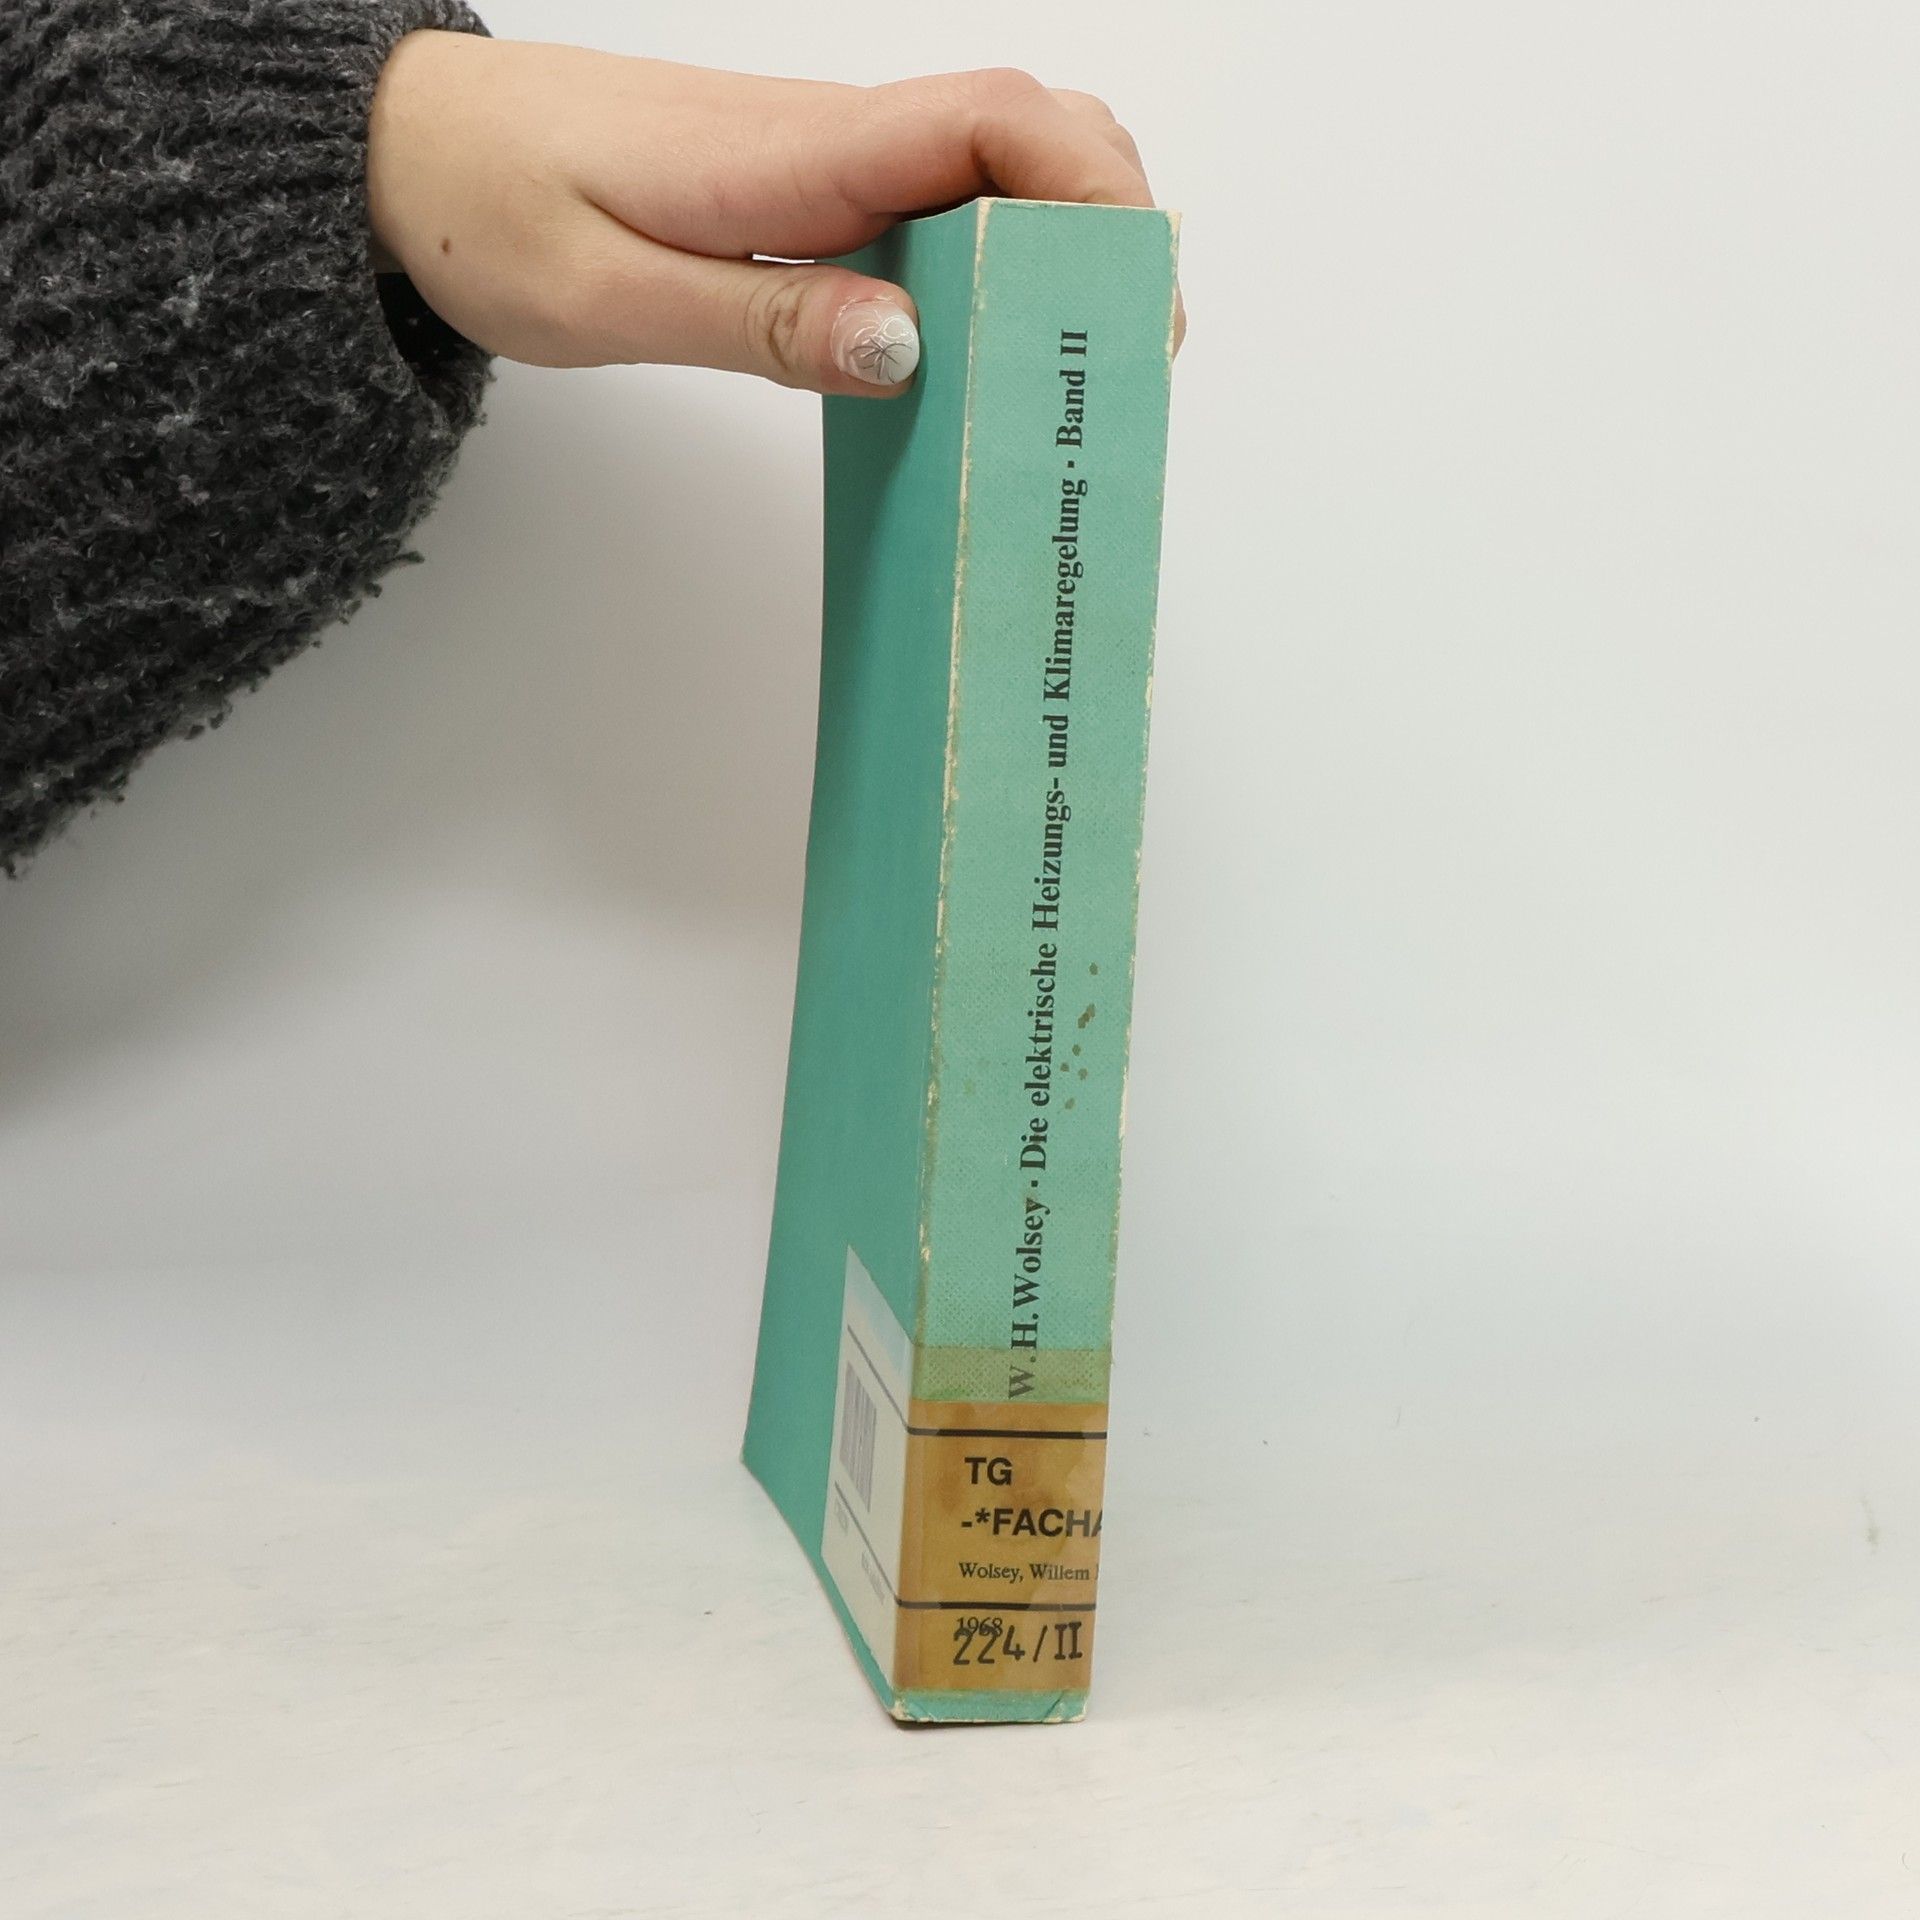 W.H. Wolsey · Die elektrische Heizungs- und Klimaregelung · Band II
TG
-*FACHA
Wolsey, Willem
1968
224/II